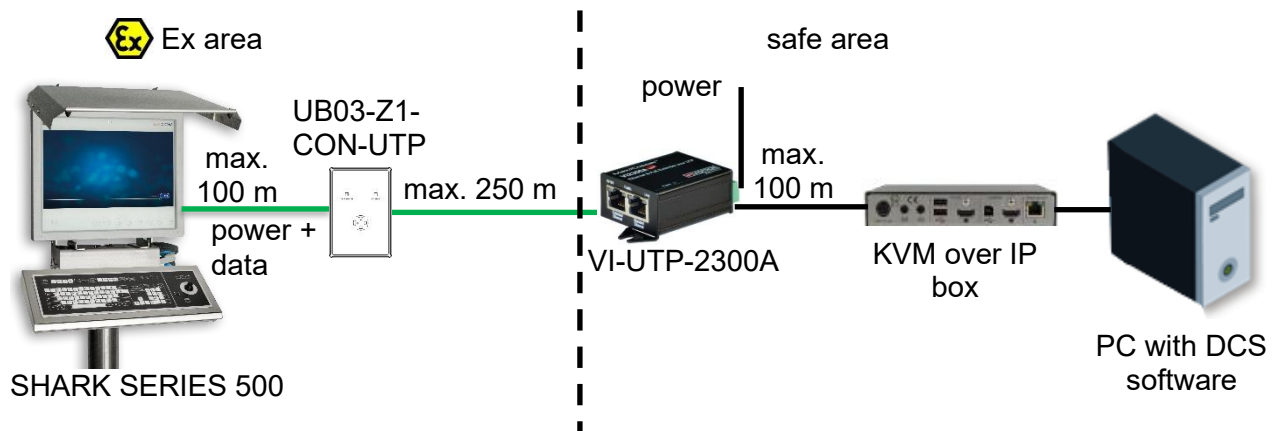 Ex
Ex area
safe area
power
UB03-Z1-
CON-UTP
max.
100 m
max. 250 m
max.
100 m
power +
data
VI-UTP-2300A
KVM over IP
box
PC with DCS
software
SHARK SERIES 500